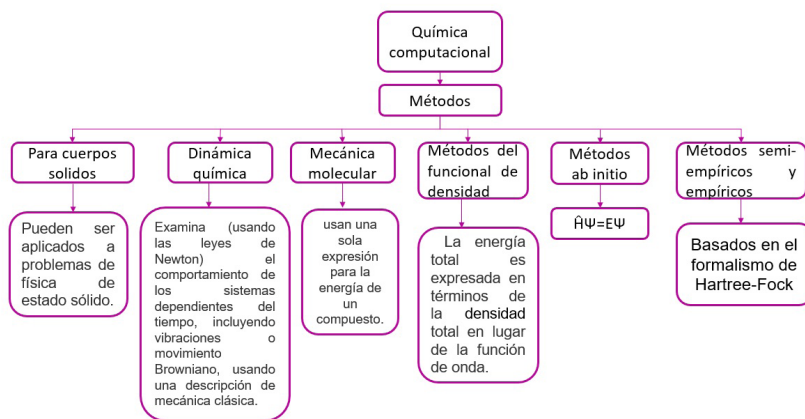 Química
computacional
Métodos
Para cuerpos
solidos
Dinámica
química
Mecánica
molecular
Métodos del
funcional de
densidad
Métodos
ab initio
Métodos semi-
empíricos y
empíricos
Pueden ser
aplicados a
problemas de
física de
estado sólido.
Examina (usando
las leyes de
Newton) el
comportamiento de
los sistemas
dependientes del
tiempo, incluyendo
vibraciones o
movimiento
Browniano, usando
una descripción de
mecánica clásica.
usan una
sola
expresión
para la
energía de
un
compuesto.
La energía
total es
expresada en
términos de
la densidad
total en lugar
de la función
de onda.
ĤΨ=EΨ
Basados en el
formalismo de
Hartree-Fock